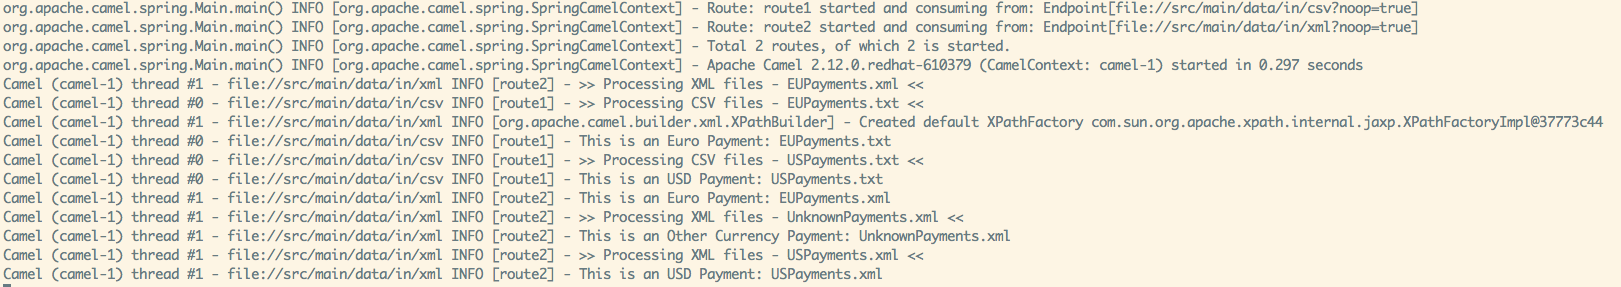 org.apache.camel.spring.Main.main() INFO [org.apache.camel.spring.SpringCamelContext] - Route: route1 started and consuming from: Endpoint[file://src/main/data/in/csv?noop=true]
org.apache.camel.spring.Main.main() INFO [org.apache.camel.spring.SpringCamelContext] - Route: route2 started and consuming from: Endpoint[file://src/main/data/in/xml?noop=true]
org.apache.camel.spring.Main.main() INFO [org.apache.camel.spring.SpringCamelContext] - Total 2 routes, of which 2 is started.
org.apache.camel.spring.Main.main() INFO [org.apache.camel.spring.SpringCamelContext] - Apache Camel 2.12.0.redhat-610379 (CamelContext: camel-1) started in 0.297 seconds
Camel (camel-1) thread #1 - file://src/main/data/in/xml INFO [route2] - >> Processing XML files - EUPayments.xml <<
Camel (camel-1) thread #0 - file://src/main/data/in/csv INFO [route1] - >> Processing CSV files - EUPayments.txt <<
Camel (camel-1) thread #1 - file://src/main/data/in/xml INFO [org.apache.camel.builder.xml.XPathBuilder] - Created default XPathFactory com.sun.org.apache.xpath.internal.jaxp.XPathFactoryImpl@37773c44
Camel (camel-1) thread #0 - file://src/main/data/in/csv INFO [route1] - This is an Euro Payment: EUPayments.txt
Camel (camel-1) thread #0 - file://src/main/data/in/csv INFO [route1] - >> Processing CSV files - USPayments.txt <<
Camel (camel-1) thread #0 - file://src/main/data/in/csv INFO [route1] - This is an USD Payment: USPayments.txt
Camel (camel-1) thread #1 - file://src/main/data/in/xml INFO [route2] - This is an Euro Payment: EUPayments.xml
Camel (camel-1) thread #1 - file://src/main/data/in/xml INFO [route2] - >> Processing XML files - UnknownPayments.xml <<
Camel (camel-1) thread #1 - file://src/main/data/in/xml INFO [route2] - This is an Other Currency Payment: UnknownPayments.xml
Camel (camel-1) thread #1 - file://src/main/data/in/xml INFO [route2] - >> Processing XML files - USPayments.xml <<
Camel (camel-1) thread #1 - file://src/main/data/in/xml INFO [route2] - This is an USD Payment: USPayments.xml